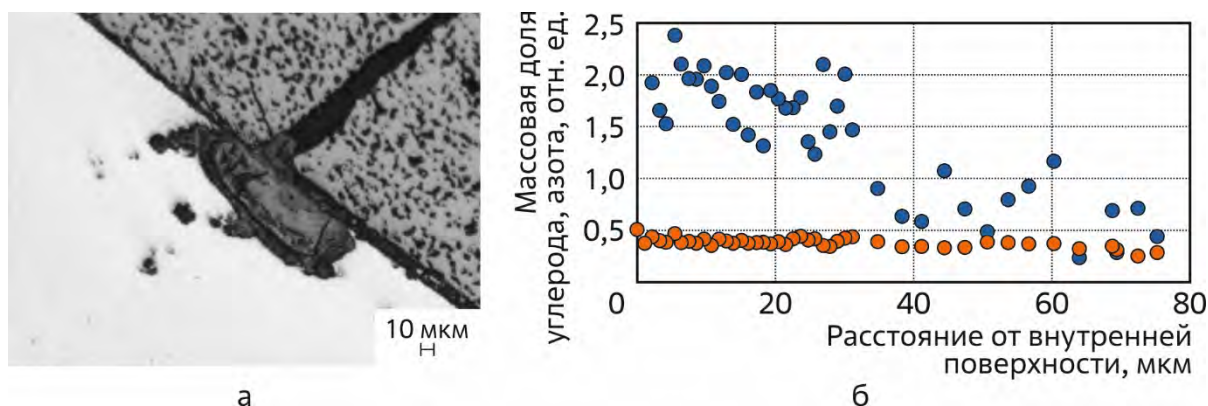 10 мкм
а
Массовая доля
углерода, азота, отн. ед.
2,5
2,0
1,5
1,0
0,5
0
20
40
60
80
Расстояние от внутренней
поверхности, мкм
б